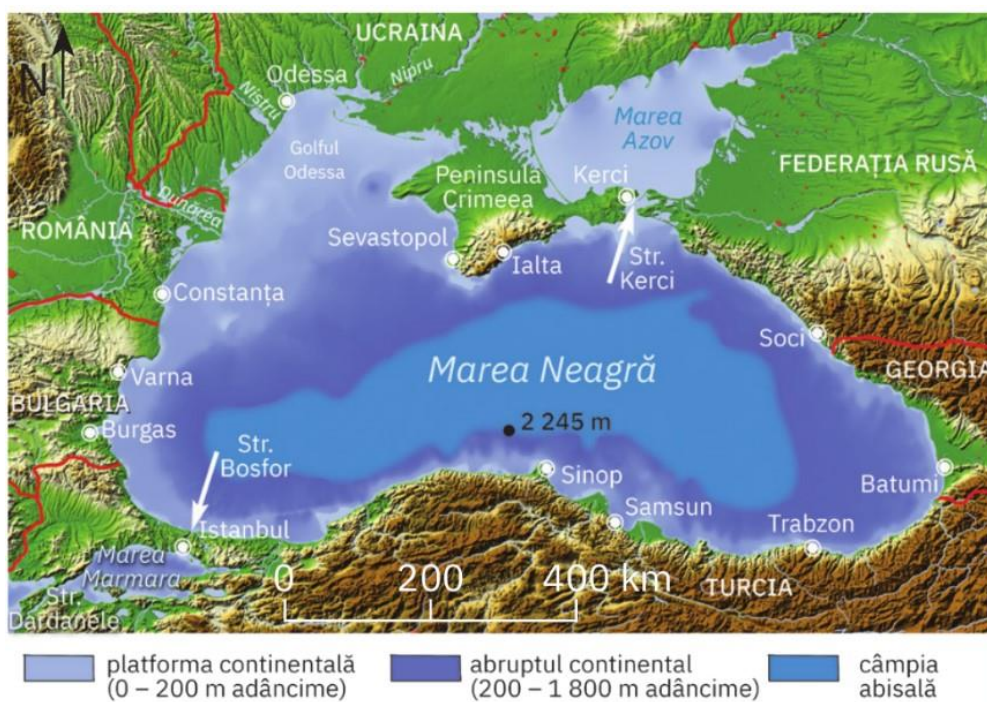 N
UCRAINA
Odessa
Nistru
Nipru
Golful
Odessa
Marea
Azov
Peninsula
Crimeea
Kerci
FEDERAȚIA RUSĂ
Dunărea
ROMÂNIA
Sevastopol
Ialta
Str.
Kerci
Constanța
Soci
GEORGIA
Marea Neagră
Varna
BULGARIA
Burgas
2 245 m
Str.
Bosfor
Sinop
Batumi
Samsun
Istanbul
Trabzon
Marea
Marmara
0 200 400 km
TURCIA
Str.
Dardanele
platforma continentală
(0 – 200 m adâncime)
abruptul continental
(200 – 1 800 m adâncime)
câmpia
abisală